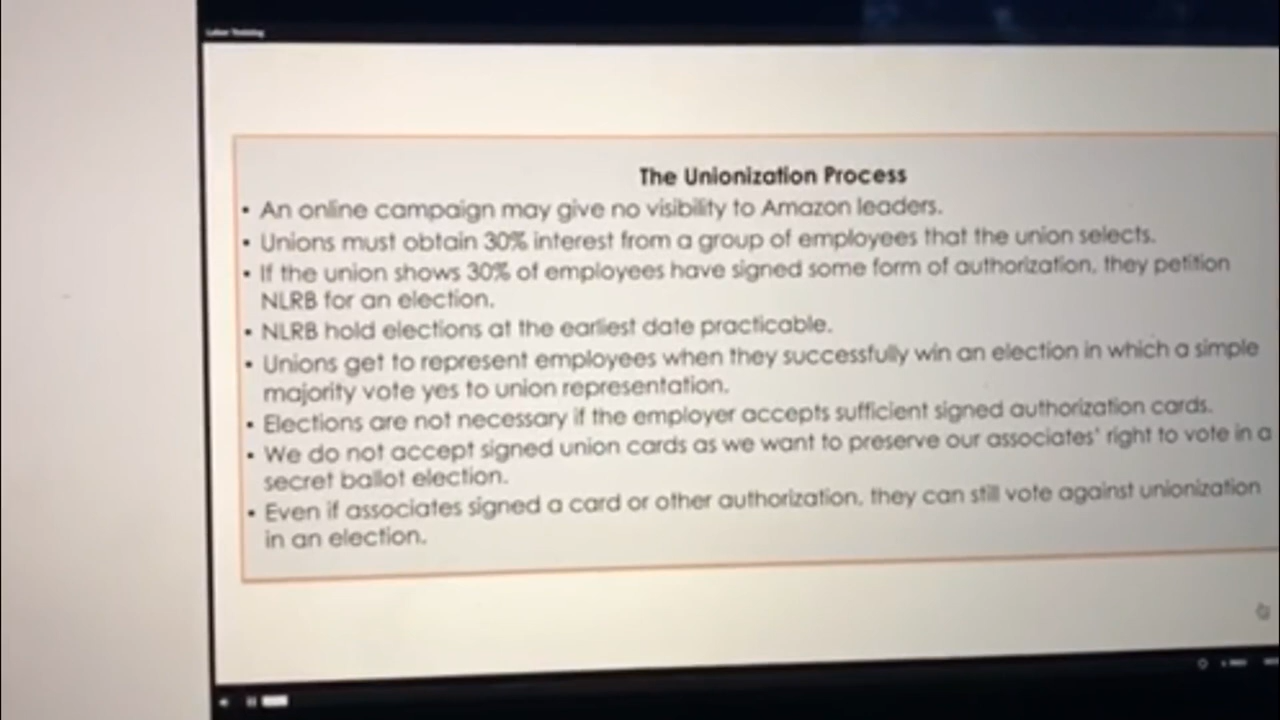 Labor Training
The Unionization Process
• An online campaign may give no visibility to Amazon leaders.
• Unions must obtain 30% interest from a group of employees that the union selects.
• If the union shows 30% of employees have signed some form of authorization, they petition
NLRB for an election.
• NLRB hold elections at the earliest date practicable.
• Unions get to represent employees when they successfully win an election in which a simple
majority vote yes to union representation.
• Elections are not necessary if the employer accepts sufficient signed authorization cards.
• We do not accept signed union cards as we want to preserve our associates' right to vote in a
secret ballot election.
• Even if associates signed a card or other authorization, they can still vote against unionization
in an election.